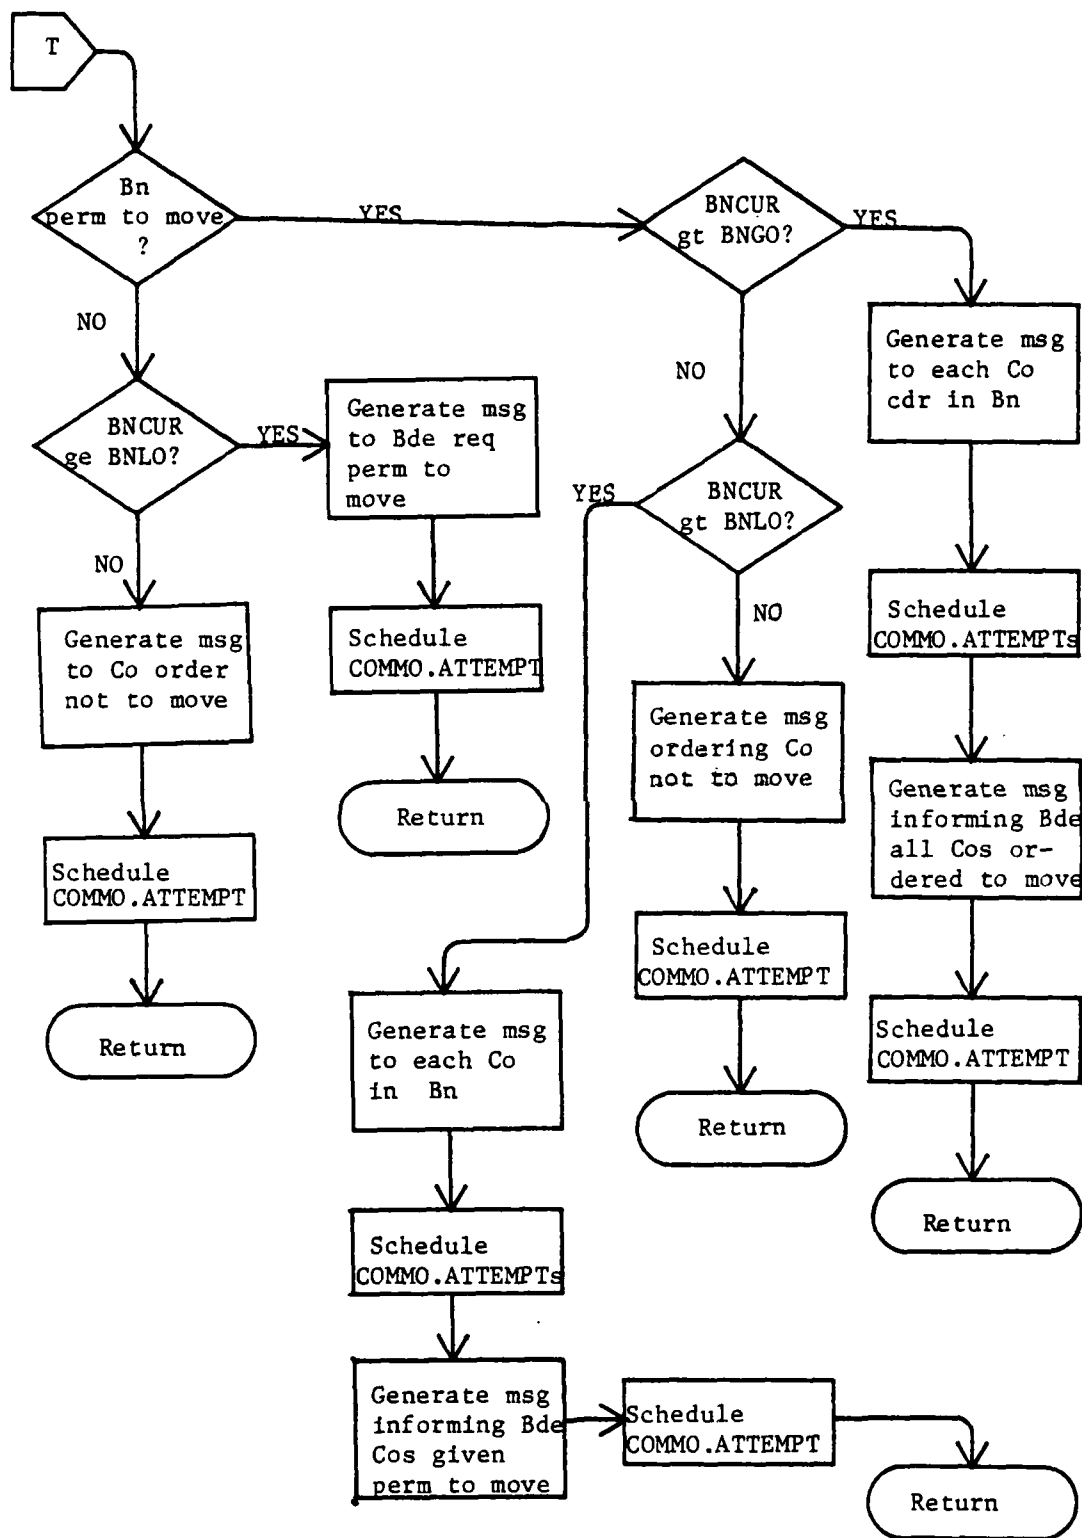 T
Bn
perm to move
?
YES
BNCUR
gt BNGO?
YES
NO
Generate msg
to each Co
cdr in Bn
NO
BNCUR
ge BNLO?
YES
Generate msg
to Bde req
perm to
move
YES
BNCUR
gt BNLO?
NO
Schedule
COMMO.ATTEMPTs
NO
Generate msg
to Co order
not to move
Schedule
COMMO.ATTEMPT
Generate msg
ordering Co
not to move
Generate msg
informing Bde
all Cos or-
dered to move
Return
Schedule
COMMO.ATTEMPT
Schedule
COMMO.ATTEMPT
Schedule
COMMO.ATTEMPT
Return
Generate msg
to each Co
in Bn
Return
Return
Schedule
COMMO.ATTEMPTs
Generate msg
informing Bde
Cos given
perm to move
Schedule
COMMO.ATTEMPT
Return